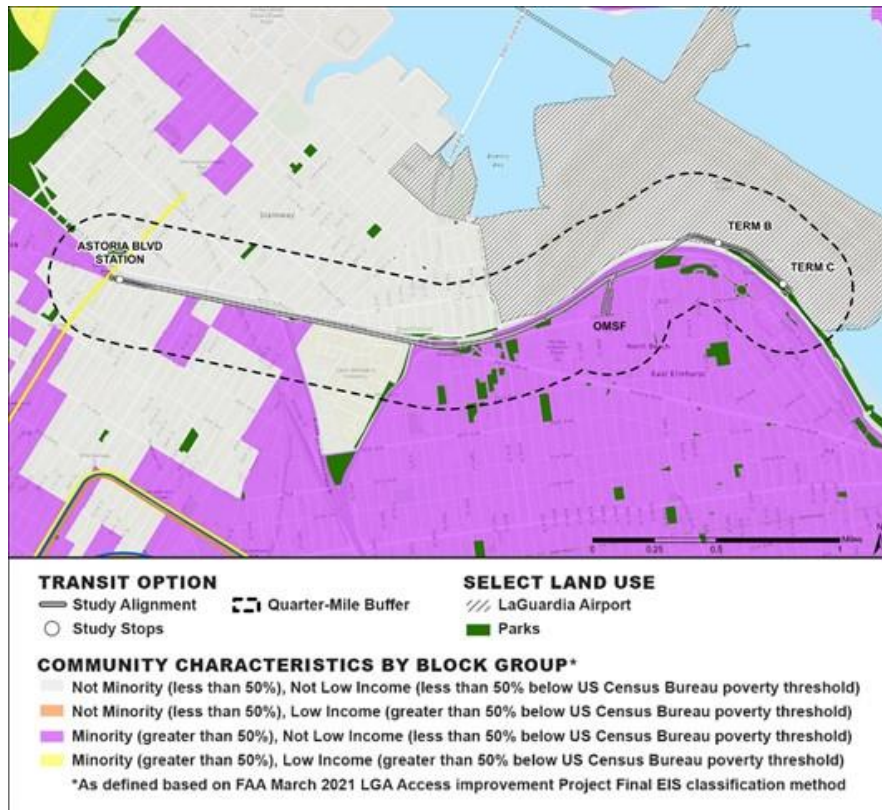 TERM B
ASTORIA BLVD
STATION
TERM C
OMSF
East Elmhurst
0 0.25 0.5 1
Miles
TRANSIT OPTION
Study Alignment
Quarter-Mile Buffer
Study Stops
SELECT LAND USE
LaGuardia Airport
Parks
COMMUNITY CHARACTERISTICS BY BLOCK GROUP*
Not Minority (less than 50%), Not Low Income (less than 50% below US Census Bureau poverty threshold)
Not Minority (less than 50%), Low Income (greater than 50% below US Census Bureau poverty threshold)
Minority (greater than 50%), Not Low Income (less than 50% below US Census Bureau poverty threshold)
Minority (greater than 50%), Low Income (greater than 50% below US Census Bureau poverty threshold)
*As defined based on FAA March 2021 LGA Access improvement Project Final EIS classification method